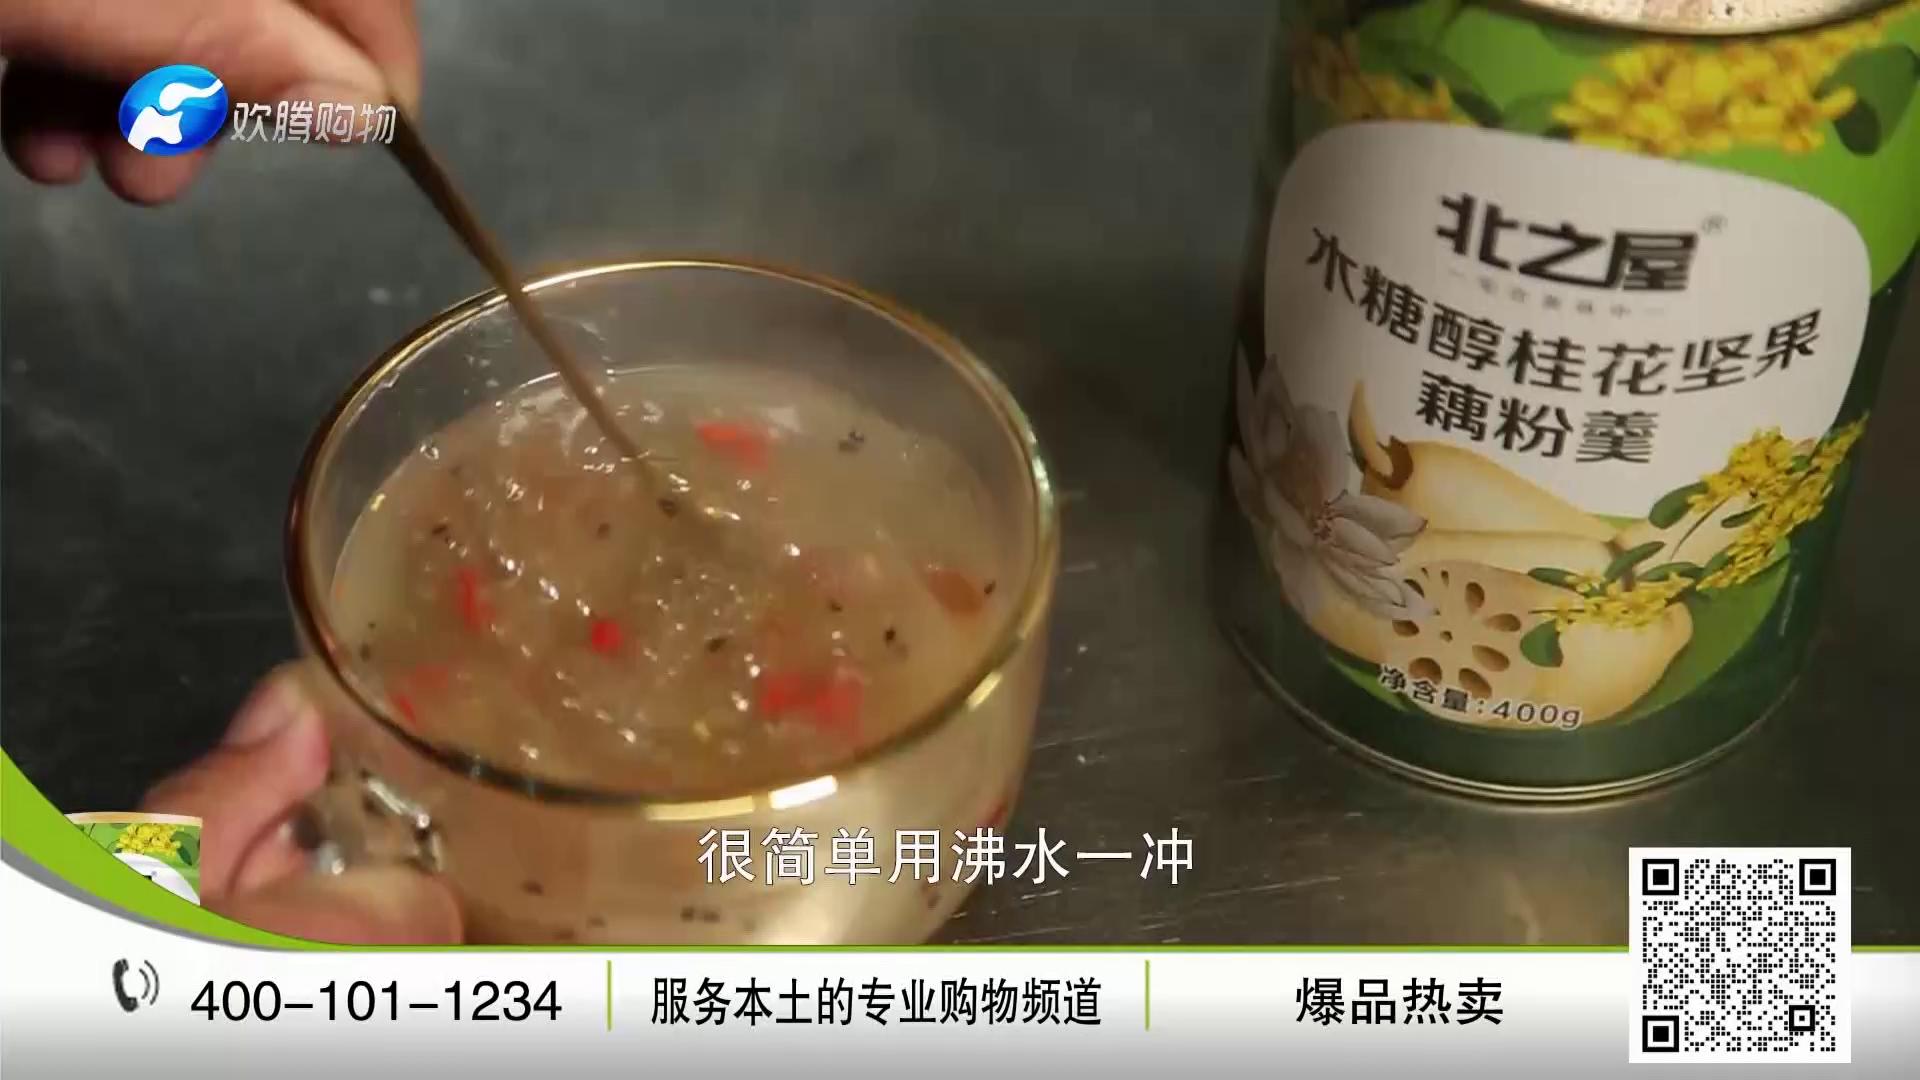 欢腾购物
北之屋®
木糖醇桂花坚果
藕粉羹
净含量:400g
很简单用沸水一冲
400-101-1234
服务本土的专业购物频道
爆品热卖